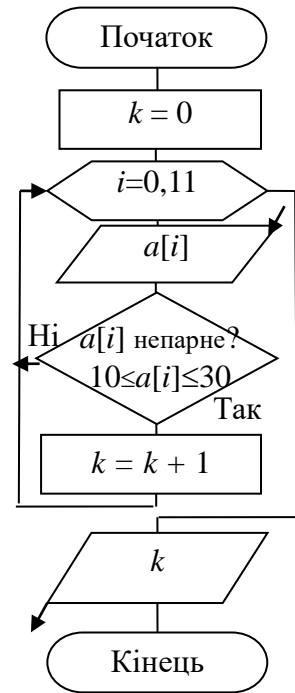 Початок
k = 0
i=0,11
a[i]
Ні
a[i] непарне?
10≤a[i]≤30
Так
k = k + 1
k
Кінець